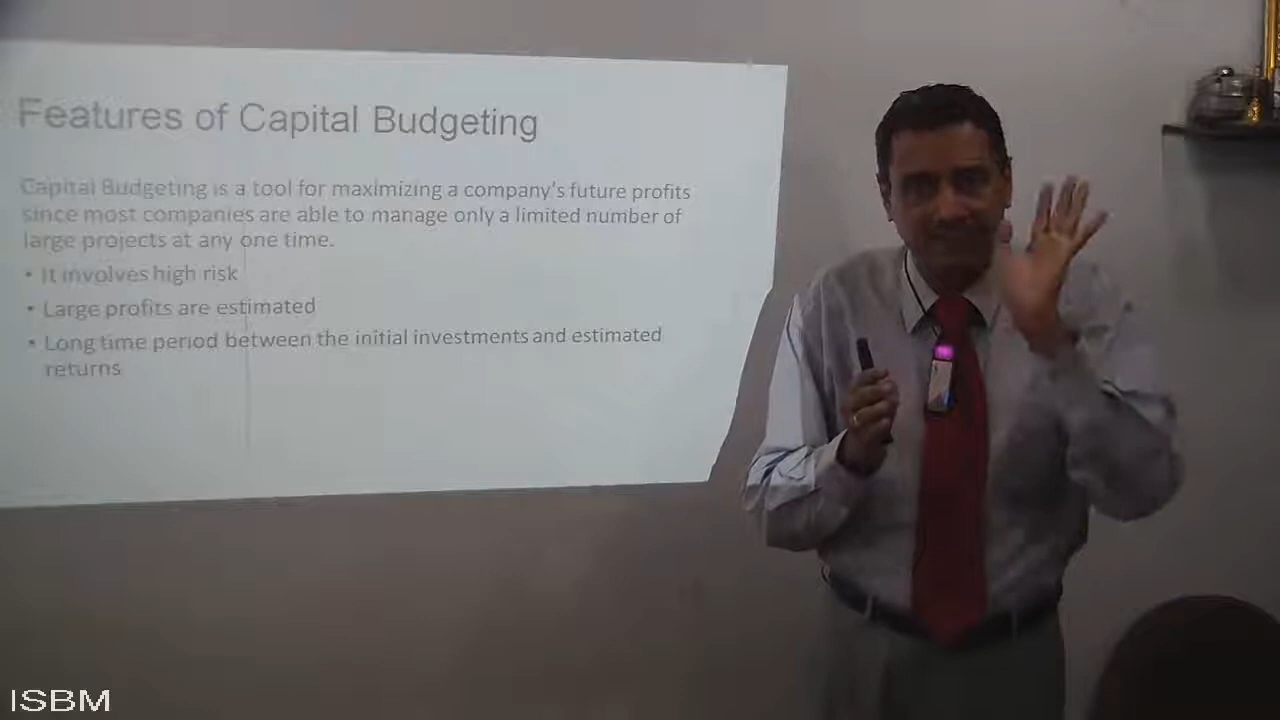 Features of Capital Budgeting
Capital Budgeting is a tool for maximizing a company's future profits
since most companies are able to manage only a limited number of
large projects at any one time.
• It involves high risk
• Large profits are estimated
• Long time period between the initial investments and estimated
returns
ISBM